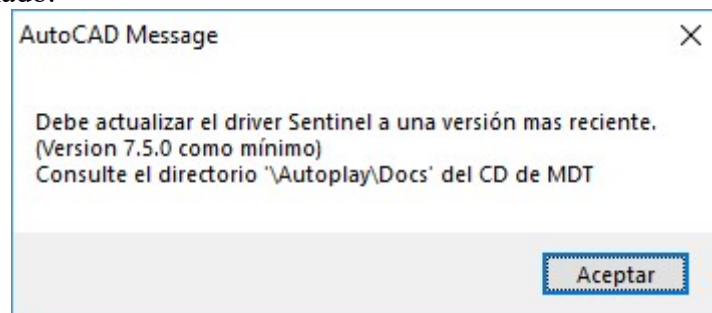 AutoCAD Message
Debe actualizar el driver Sentinel a una versión mas reciente.
(Version 7.5.0 como mínimo)
Consulte el directorio '\Autoplay\Docs' del CD de MDT
Aceptar